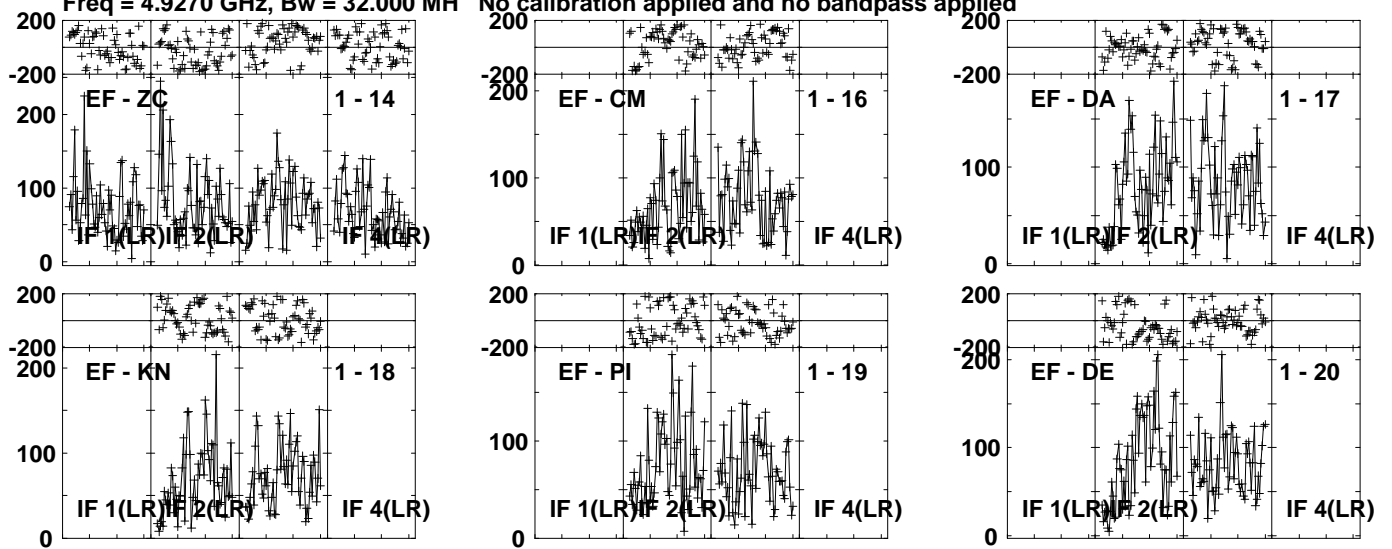 Freq = 4.9270 GHz, Bw = 32.000 MH No calibration applied and no bandpass applied
200 200 200
-200 -200 -200
EF - ZC 1 - 14 EF - CM 1 - 16 EF - DA 1 - 17
200 200 200
100 100 100
IF 1(LR) IF 2(LR) IF 4(LR) IF 1(LR) IF 2(LR) IF 4(LR) IF 1(LR) IF 2(LR) IF 4(LR)
0 0 0
200 200 200
-200 -200 -200
200 200 200
EF - KN 1 - 18 EF - PI 1 - 19 EF - DE 1 - 20
100 100 100
IF 1(LR) IF 2(LR) IF 4(LR) IF 1(LR) IF 2(LR) IF 4(LR) IF 1(LR) IF 2(LR) IF 4(LR)
0 0 0